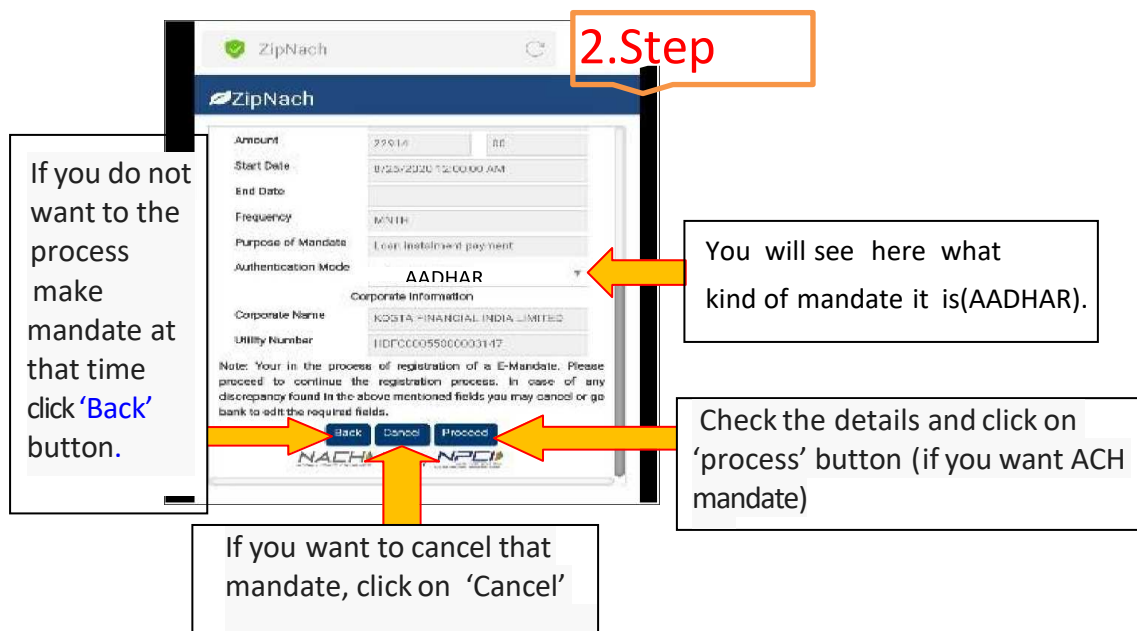 ZipNach
2.Step
ZipNach
Amount 22914 00
Start Date 8/25/2020 12:00:00 AM
End Date
Frequency MNTH
Purpose of Mandate Loan instalment payment
Authentication Mode AADHAR
Corporate Information
Corporate Name KOGTA FINANCIAL INDIA LIMITED
Utility Number
Note: Your in the process of registration of a E-Mandate. Please
proceed to continue the registration process. In case of any
discrepancy found in the above mentioned fields you may cancel or go
bank to edit the required fields.
Back Cancel Proceed
NACH NPCI
If you do not
want to the
process
make
mandate at
that time
click ‘Back’
button.
You will see here what
kind of mandate it is(AADHAR).
Check the details and click on
‘process’ button (if you want ACH
mandate)
If you want to cancel that
mandate, click on ‘Cancel’